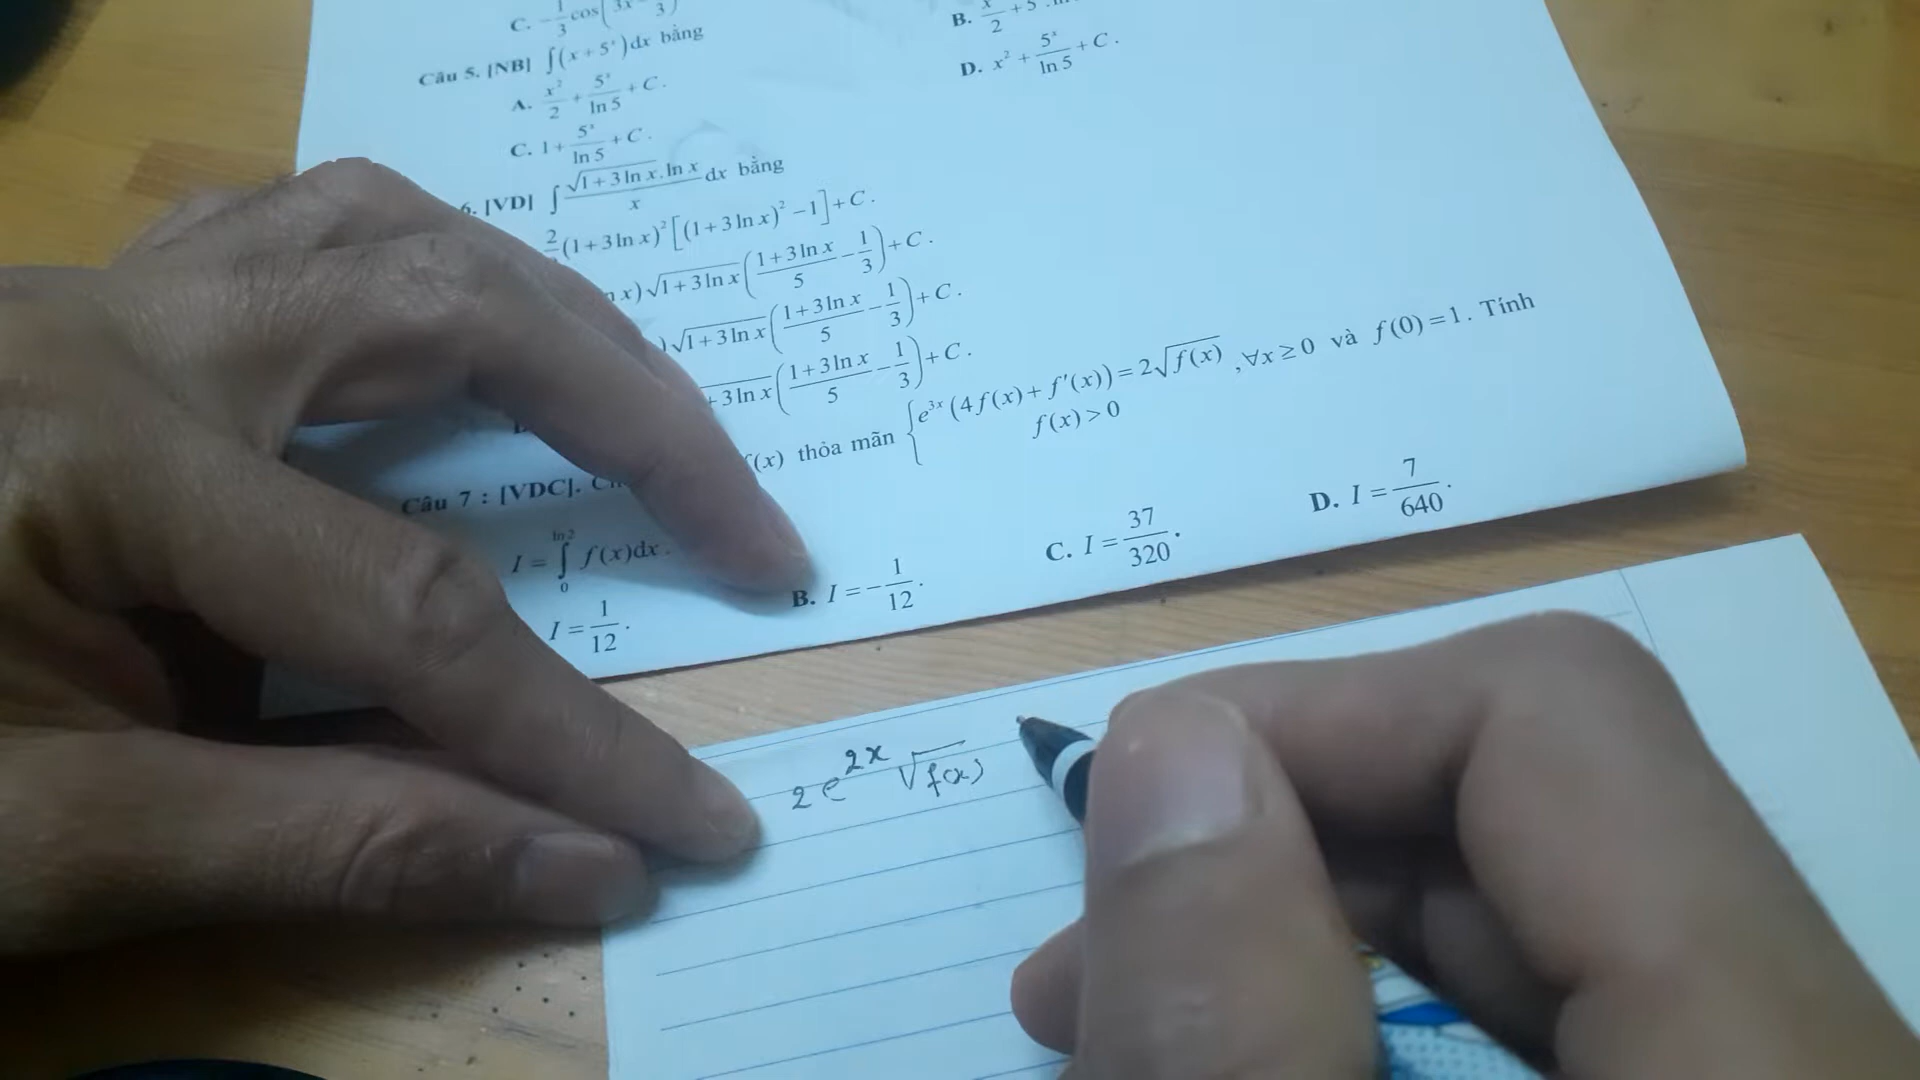 C. -1/3 cos(3x - /3)
B. x/2 + 5
Câu 5. [NB] ∫(x + 5ˣ)dx bằng
A. x²/2 + 5ˣ/ln 5 + C.
D. x² + 5ˣ/ln 5 + C.
C. 1 + 5ˣ/ln 5 + C.
6. [VD] ∫ √(1 + 3 ln x).ln x / x dx bằng
2/ (1 + 3 ln x)² [(1 + 3 ln x)² - 1] + C.
x)√(1 + 3 ln x) ((1 + 3 ln x)/5 - 1/3) + C.
)√(1 + 3 ln x) ((1 + 3 ln x)/5 - 1/3) + C.
+ 3 ln x ((1 + 3 ln x)/5 - 1/3) + C.
Câu 7 : [VDC]. f(x) thỏa mãn { e³ˣ (4f(x) + f'(x)) = 2√f(x) , ∀x ≥ 0 và f(0) = 1. Tính
f(x) > 0
I = ∫₀^(ln 2) f(x)dx.
I = 1/12.
B. I = -1/12.
C. I = 37/320.
D. I = 7/640.
2e²ˣ √f(x)